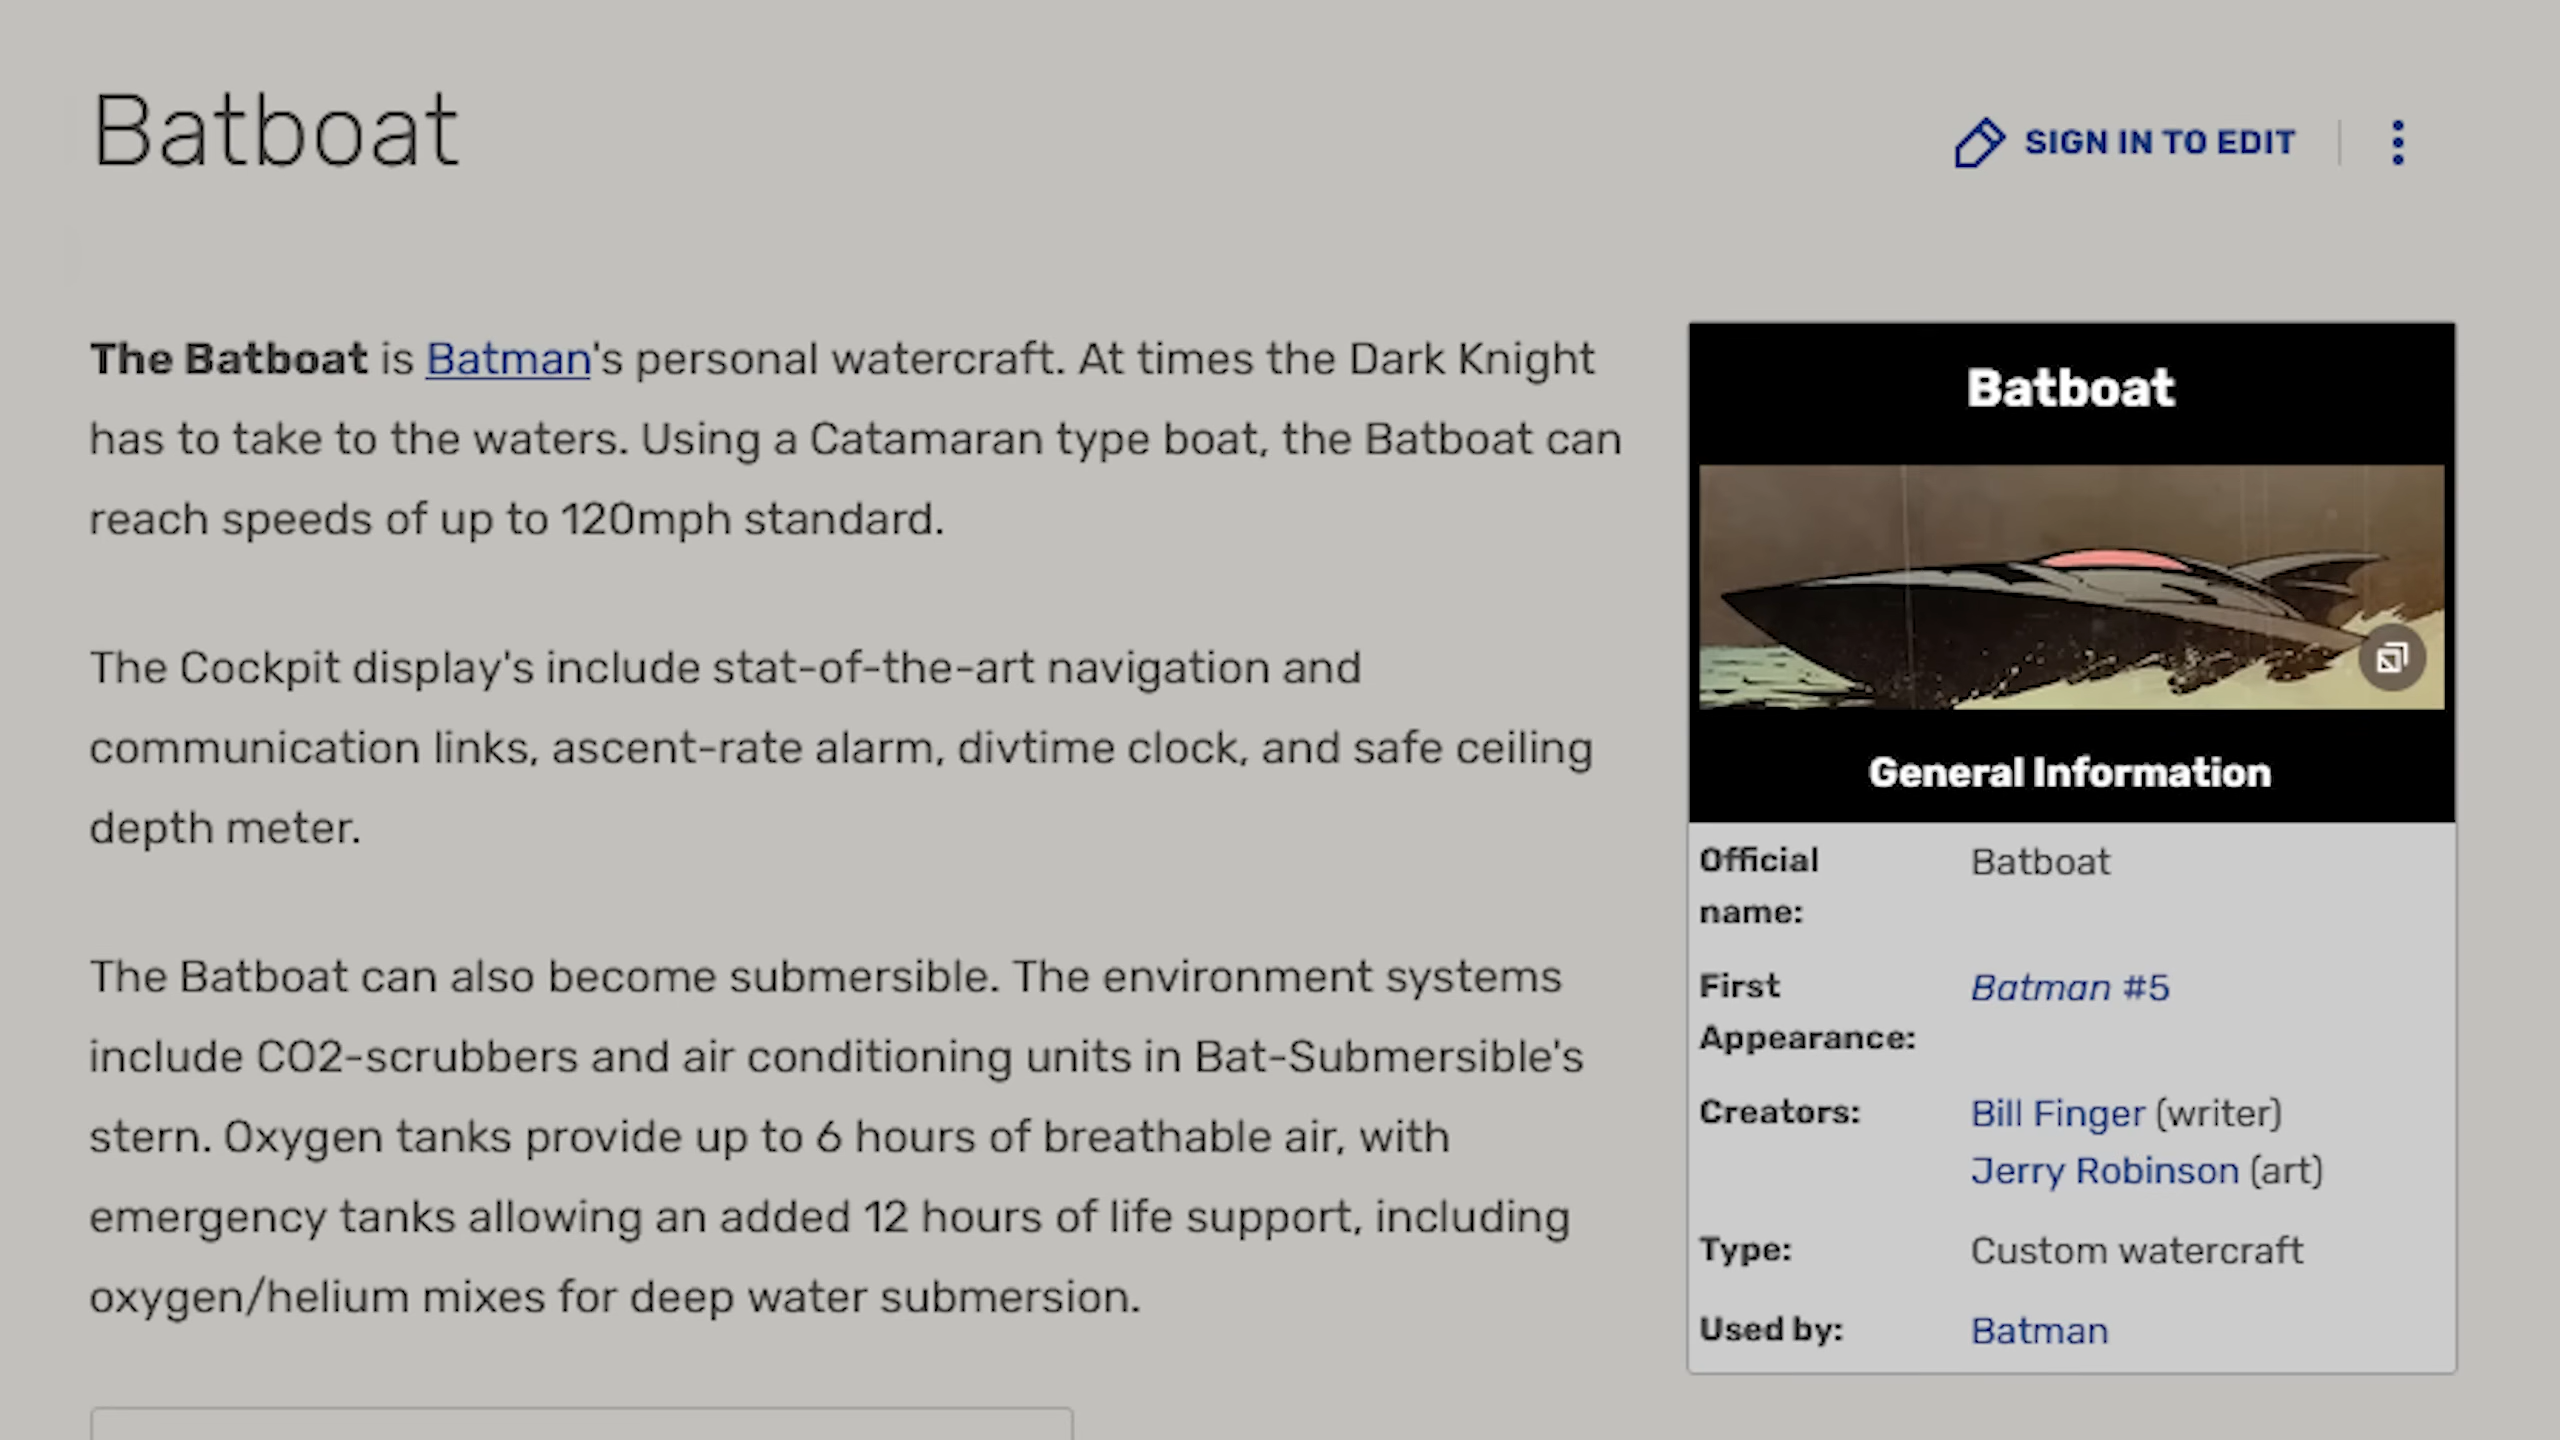 Batboat
SIGN IN TO EDIT
The Batboat is Batman's personal watercraft. At times the Dark Knight
has to take to the waters. Using a Catamaran type boat, the Batboat can
reach speeds of up to 120mph standard.
The Cockpit display's include stat-of-the-art navigation and
communication links, ascent-rate alarm, divtime clock, and safe ceiling
depth meter.
The Batboat can also become submersible. The environment systems
include CO2-scrubbers and air conditioning units in Bat-Submersible's
stern. Oxygen tanks provide up to 6 hours of breathable air, with
emergency tanks allowing an added 12 hours of life support, including
oxygen/helium mixes for deep water submersion.
Batboat
General Information
Official name: Batboat
First Appearance: Batman #5
Creators: Bill Finger (writer)
Jerry Robinson (art)
Type: Custom watercraft
Used by: Batman